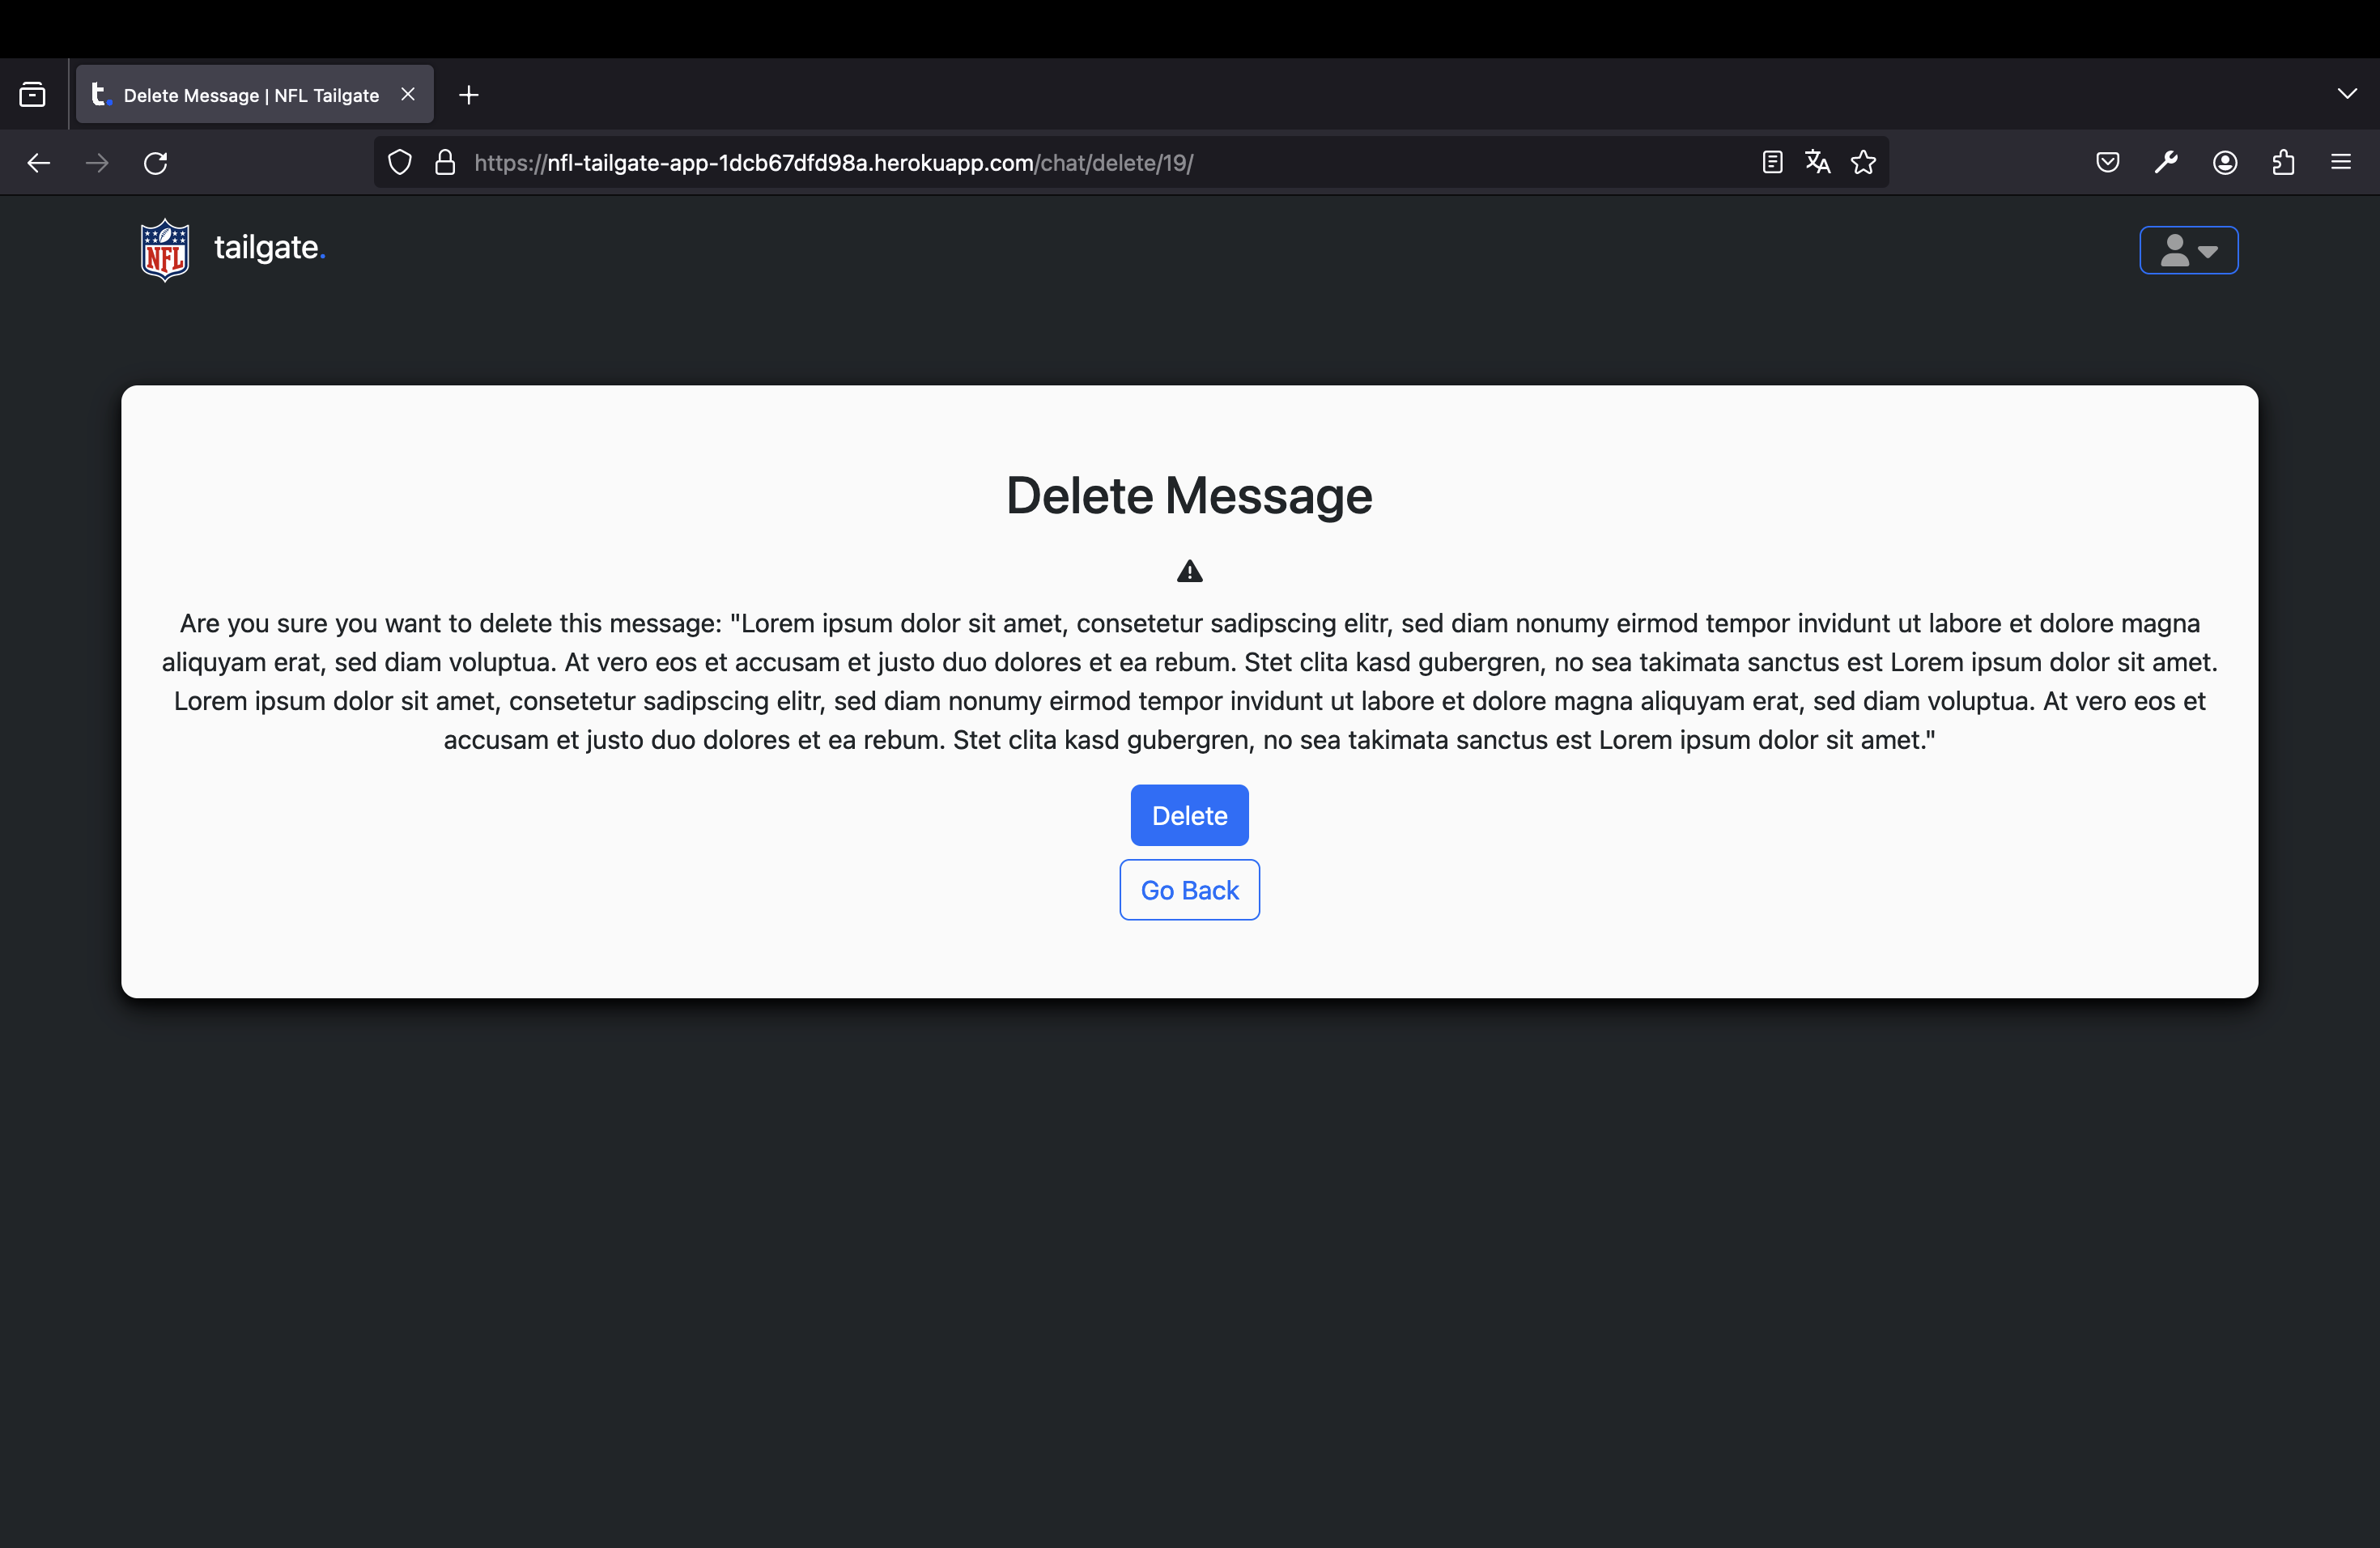 t. Delete Message | NFL Tailgate
https://nfl-tailgate-app-1dcb67dfd98a.herokuapp.com/chat/delete/19/
NFL tailgate.
Delete Message
Are you sure you want to delete this message: "Lorem ipsum dolor sit amet, consetetur sadipscing elitr, sed diam nonumy eirmod tempor invidunt ut labore et dolore magna
aliquyam erat, sed diam voluptua. At vero eos et accusam et justo duo dolores et ea rebum. Stet clita kasd gubergren, no sea takimata sanctus est Lorem ipsum dolor sit amet.
Lorem ipsum dolor sit amet, consetetur sadipscing elitr, sed diam nonumy eirmod tempor invidunt ut labore et dolore magna aliquyam erat, sed diam voluptua. At vero eos et
accusam et justo duo dolores et ea rebum. Stet clita kasd gubergren, no sea takimata sanctus est Lorem ipsum dolor sit amet."
Delete
Go Back